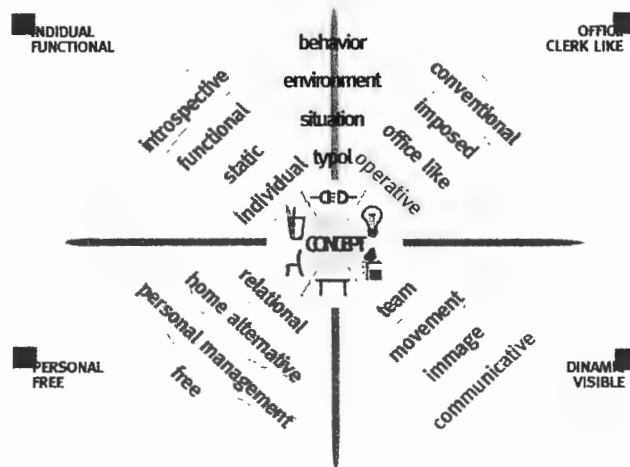 INDIDUAL
FUNCTIONAL
OFFIC
CLERK LIKE
behavior
environment
situation
typol
introspective
functional
static
individual
conventional
imposed
office like
operative
CONCEPT
relational
home alternative
personal management
free
team
movement
immage
communicative
PERSONAL
FREE
DINAMI
VISIBLE